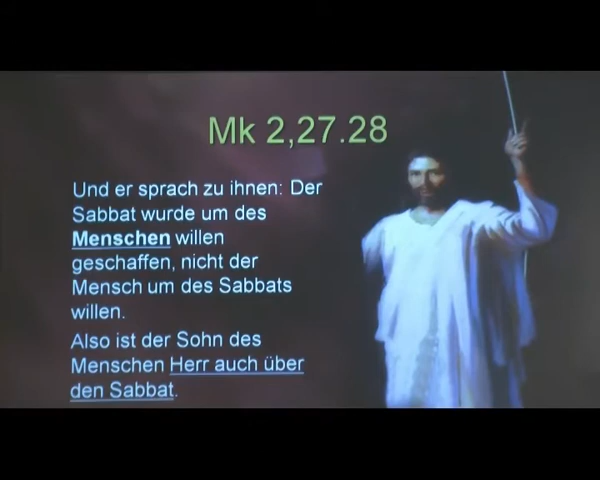 Mk 2,27.28
Und er sprach zu ihnen: Der
Sabbat wurde um des
Menschen willen
geschaffen, nicht der
Mensch um des Sabbats
willen.
Also ist der Sohn des
Menschen Herr auch über
den Sabbat.